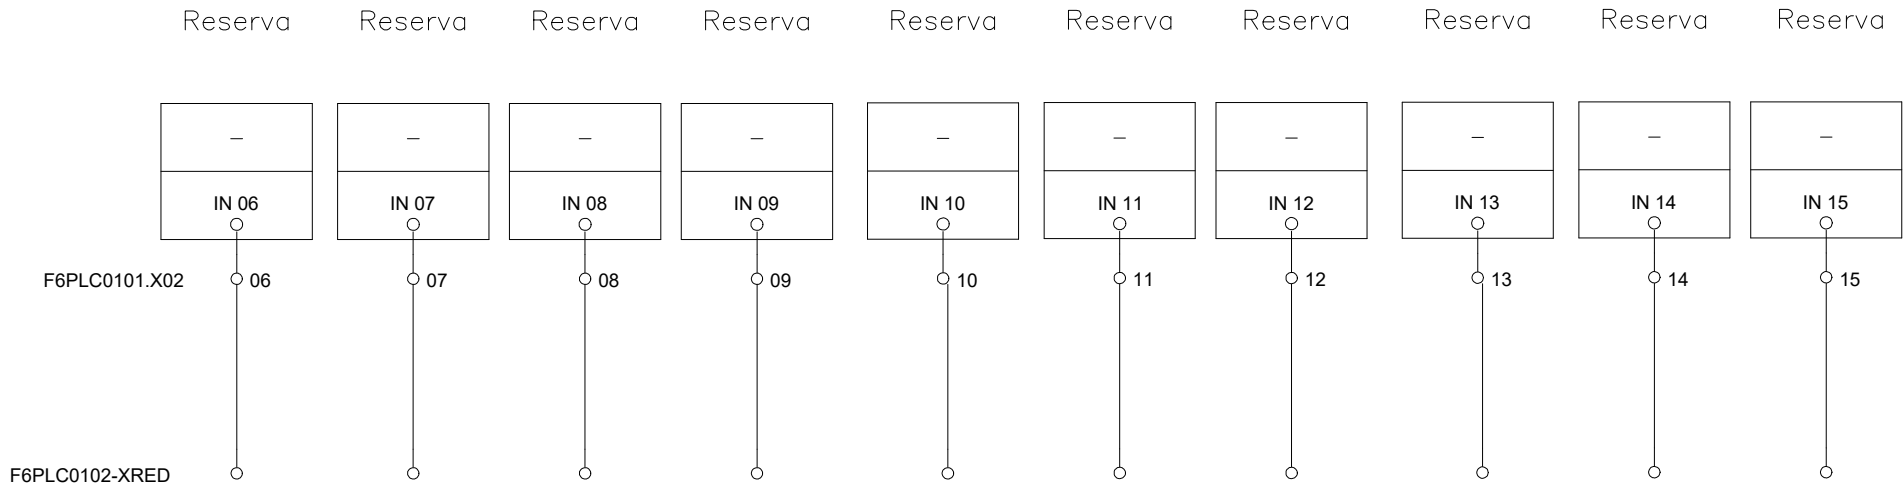 Reserva Reserva Reserva Reserva Reserva Reserva Reserva Reserva Reserva Reserva
– – – – – – – – – –
IN 06 IN 07 IN 08 IN 09 IN 10 IN 11 IN 12 IN 13 IN 14 IN 15
F6PLC0101.X02 06 07 08 09 10 11 12 13 14 15
F6PLC0102-XRED